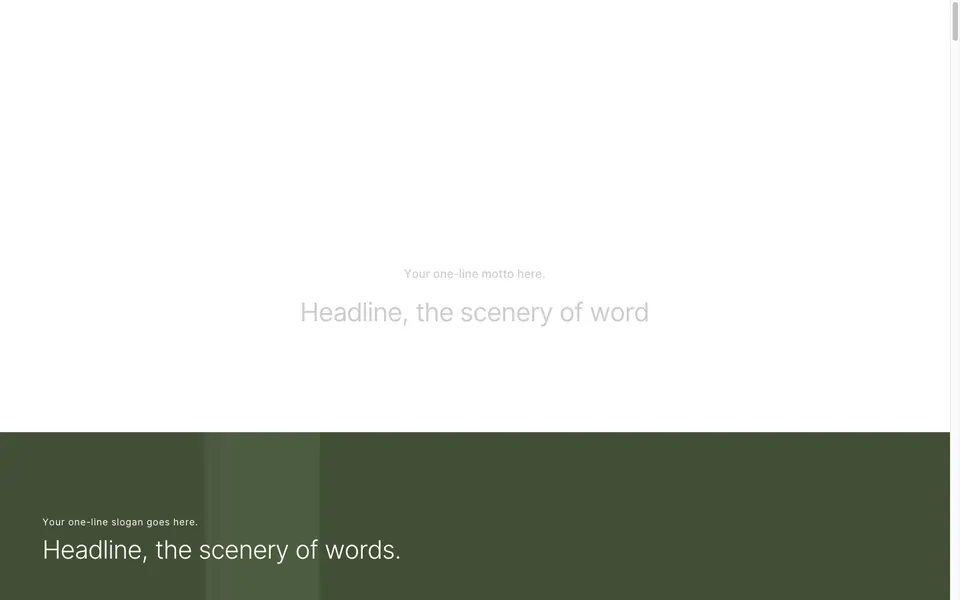 Your one-line motto here.
Headline, the scenery of word
Your one-line slogan goes here.
Headline, the scenery of words.